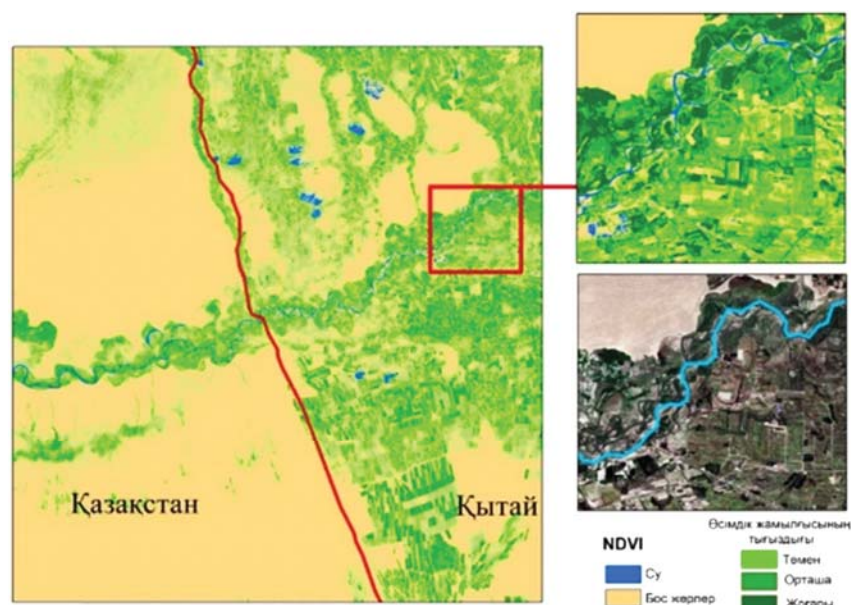 Қазақстан
Қытай
NDVI
Су
Бос жерлер
Өсімдік жамылғысының
тығыздығы
Төмен
Орташа
Жоғары